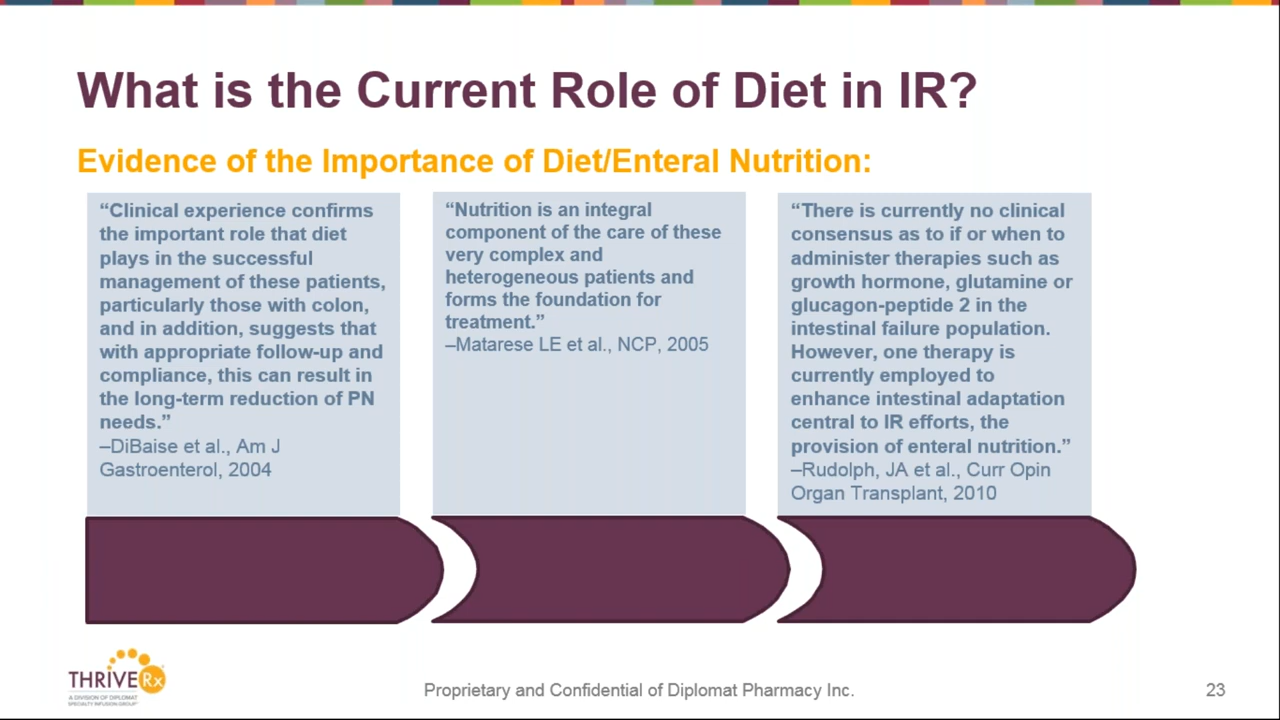 What is the Current Role of Diet in IR?
Evidence of the Importance of Diet/Enteral Nutrition:
“Clinical experience confirms
the important role that diet
plays in the successful
management of these patients,
particularly those with colon,
and in addition, suggests that
with appropriate follow-up and
compliance, this can result in
the long-term reduction of PN
needs.”
–DiBaise et al., Am J
Gastroenterol, 2004
“Nutrition is an integral
component of the care of these
very complex and
heterogeneous patients and
forms the foundation for
treatment.”
–Matarese LE et al., NCP, 2005
“There is currently no clinical
consensus as to if or when to
administer therapies such as
growth hormone, glutamine or
glucagon-peptide 2 in the
intestinal failure population.
However, one therapy is
currently employed to
enhance intestinal adaptation
central to IR efforts, the
provision of enteral nutrition.”
–Rudolph, JA et al., Curr Opin
Organ Transplant, 2010
THRIVE Rx
A DIVISION OF DIPLOMAT
SPECIALTY INFUSION GROUP
Proprietary and Confidential of Diplomat Pharmacy Inc.
23